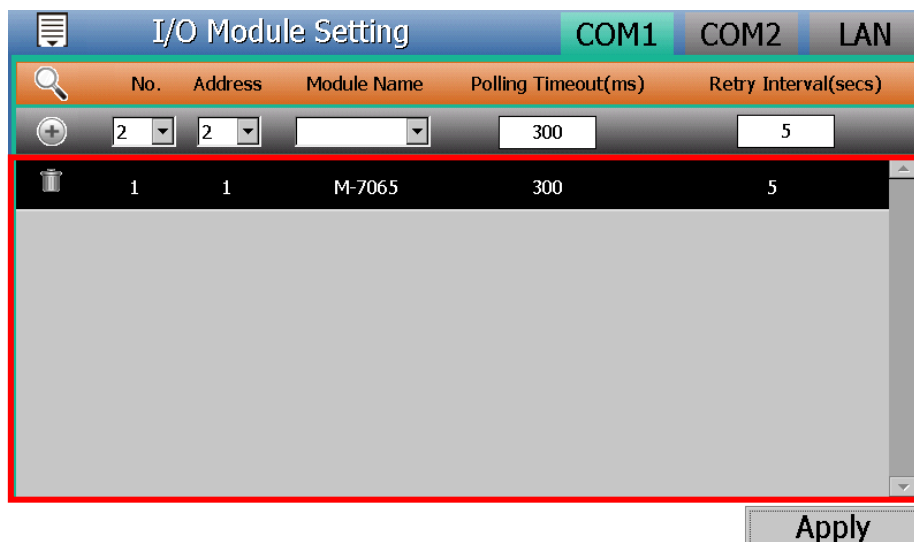 I/O Module Setting COM1 COM2 LAN
No. Address Module Name Polling Timeout(ms) Retry Interval(secs)
2 2 300 5
1 1 M-7065 300 5
Apply